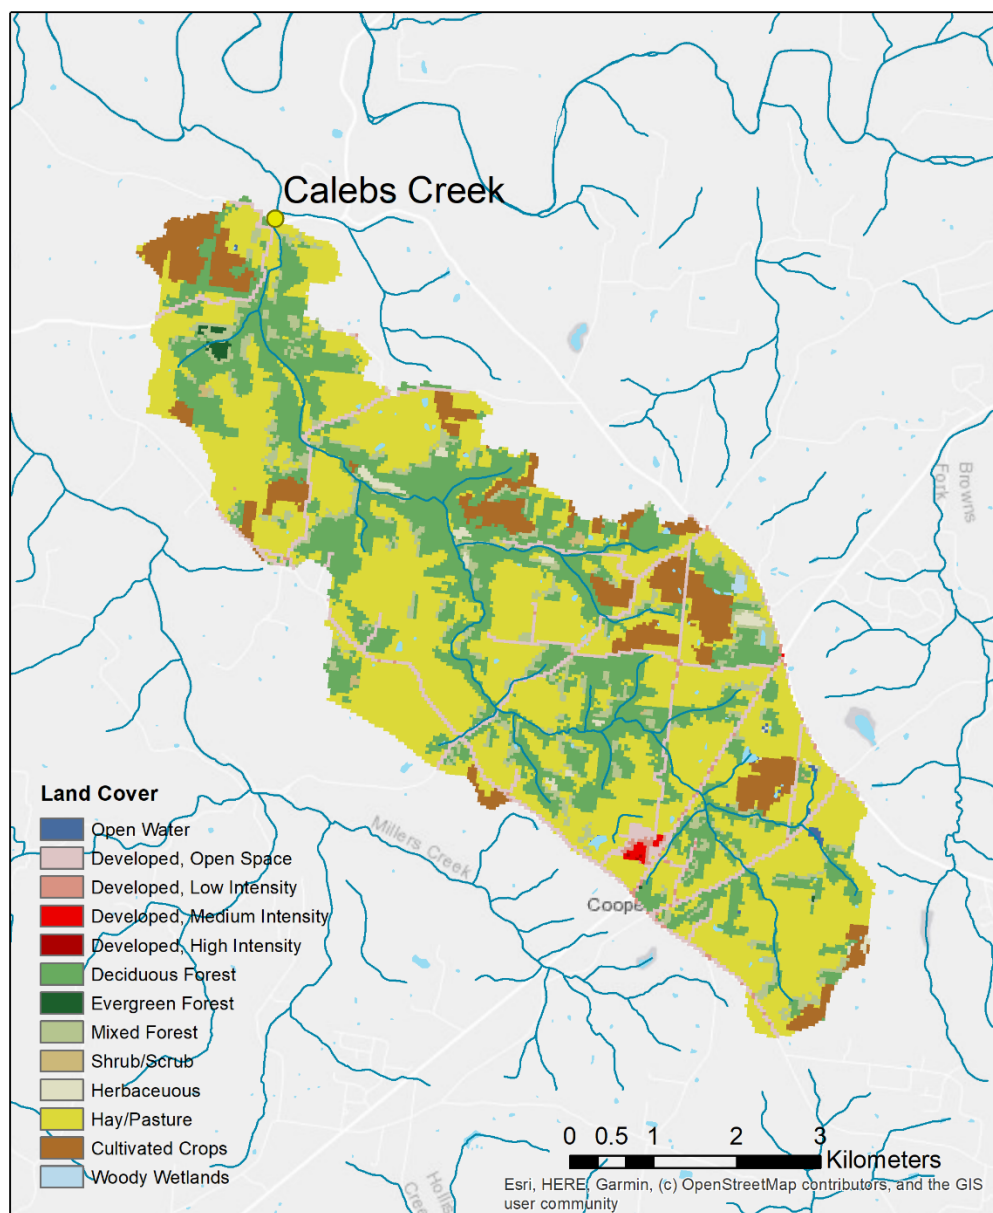 Calebs Creek
Browns
Fork
Land Cover
Open Water
Developed, Open Space
Developed, Low Intensity
Developed, Medium Intensity
Developed, High Intensity
Deciduous Forest
Evergreen Forest
Mixed Forest
Shrub/Scrub
Herbaceuous
Hay/Pasture
Cultivated Crops
Woody Wetlands
Millers Creek
Cooper
0 0.5 1 2 3
Kilometers
Esri, HERE, Garmin, (c) OpenStreetMap contributors, and the GIS
user community